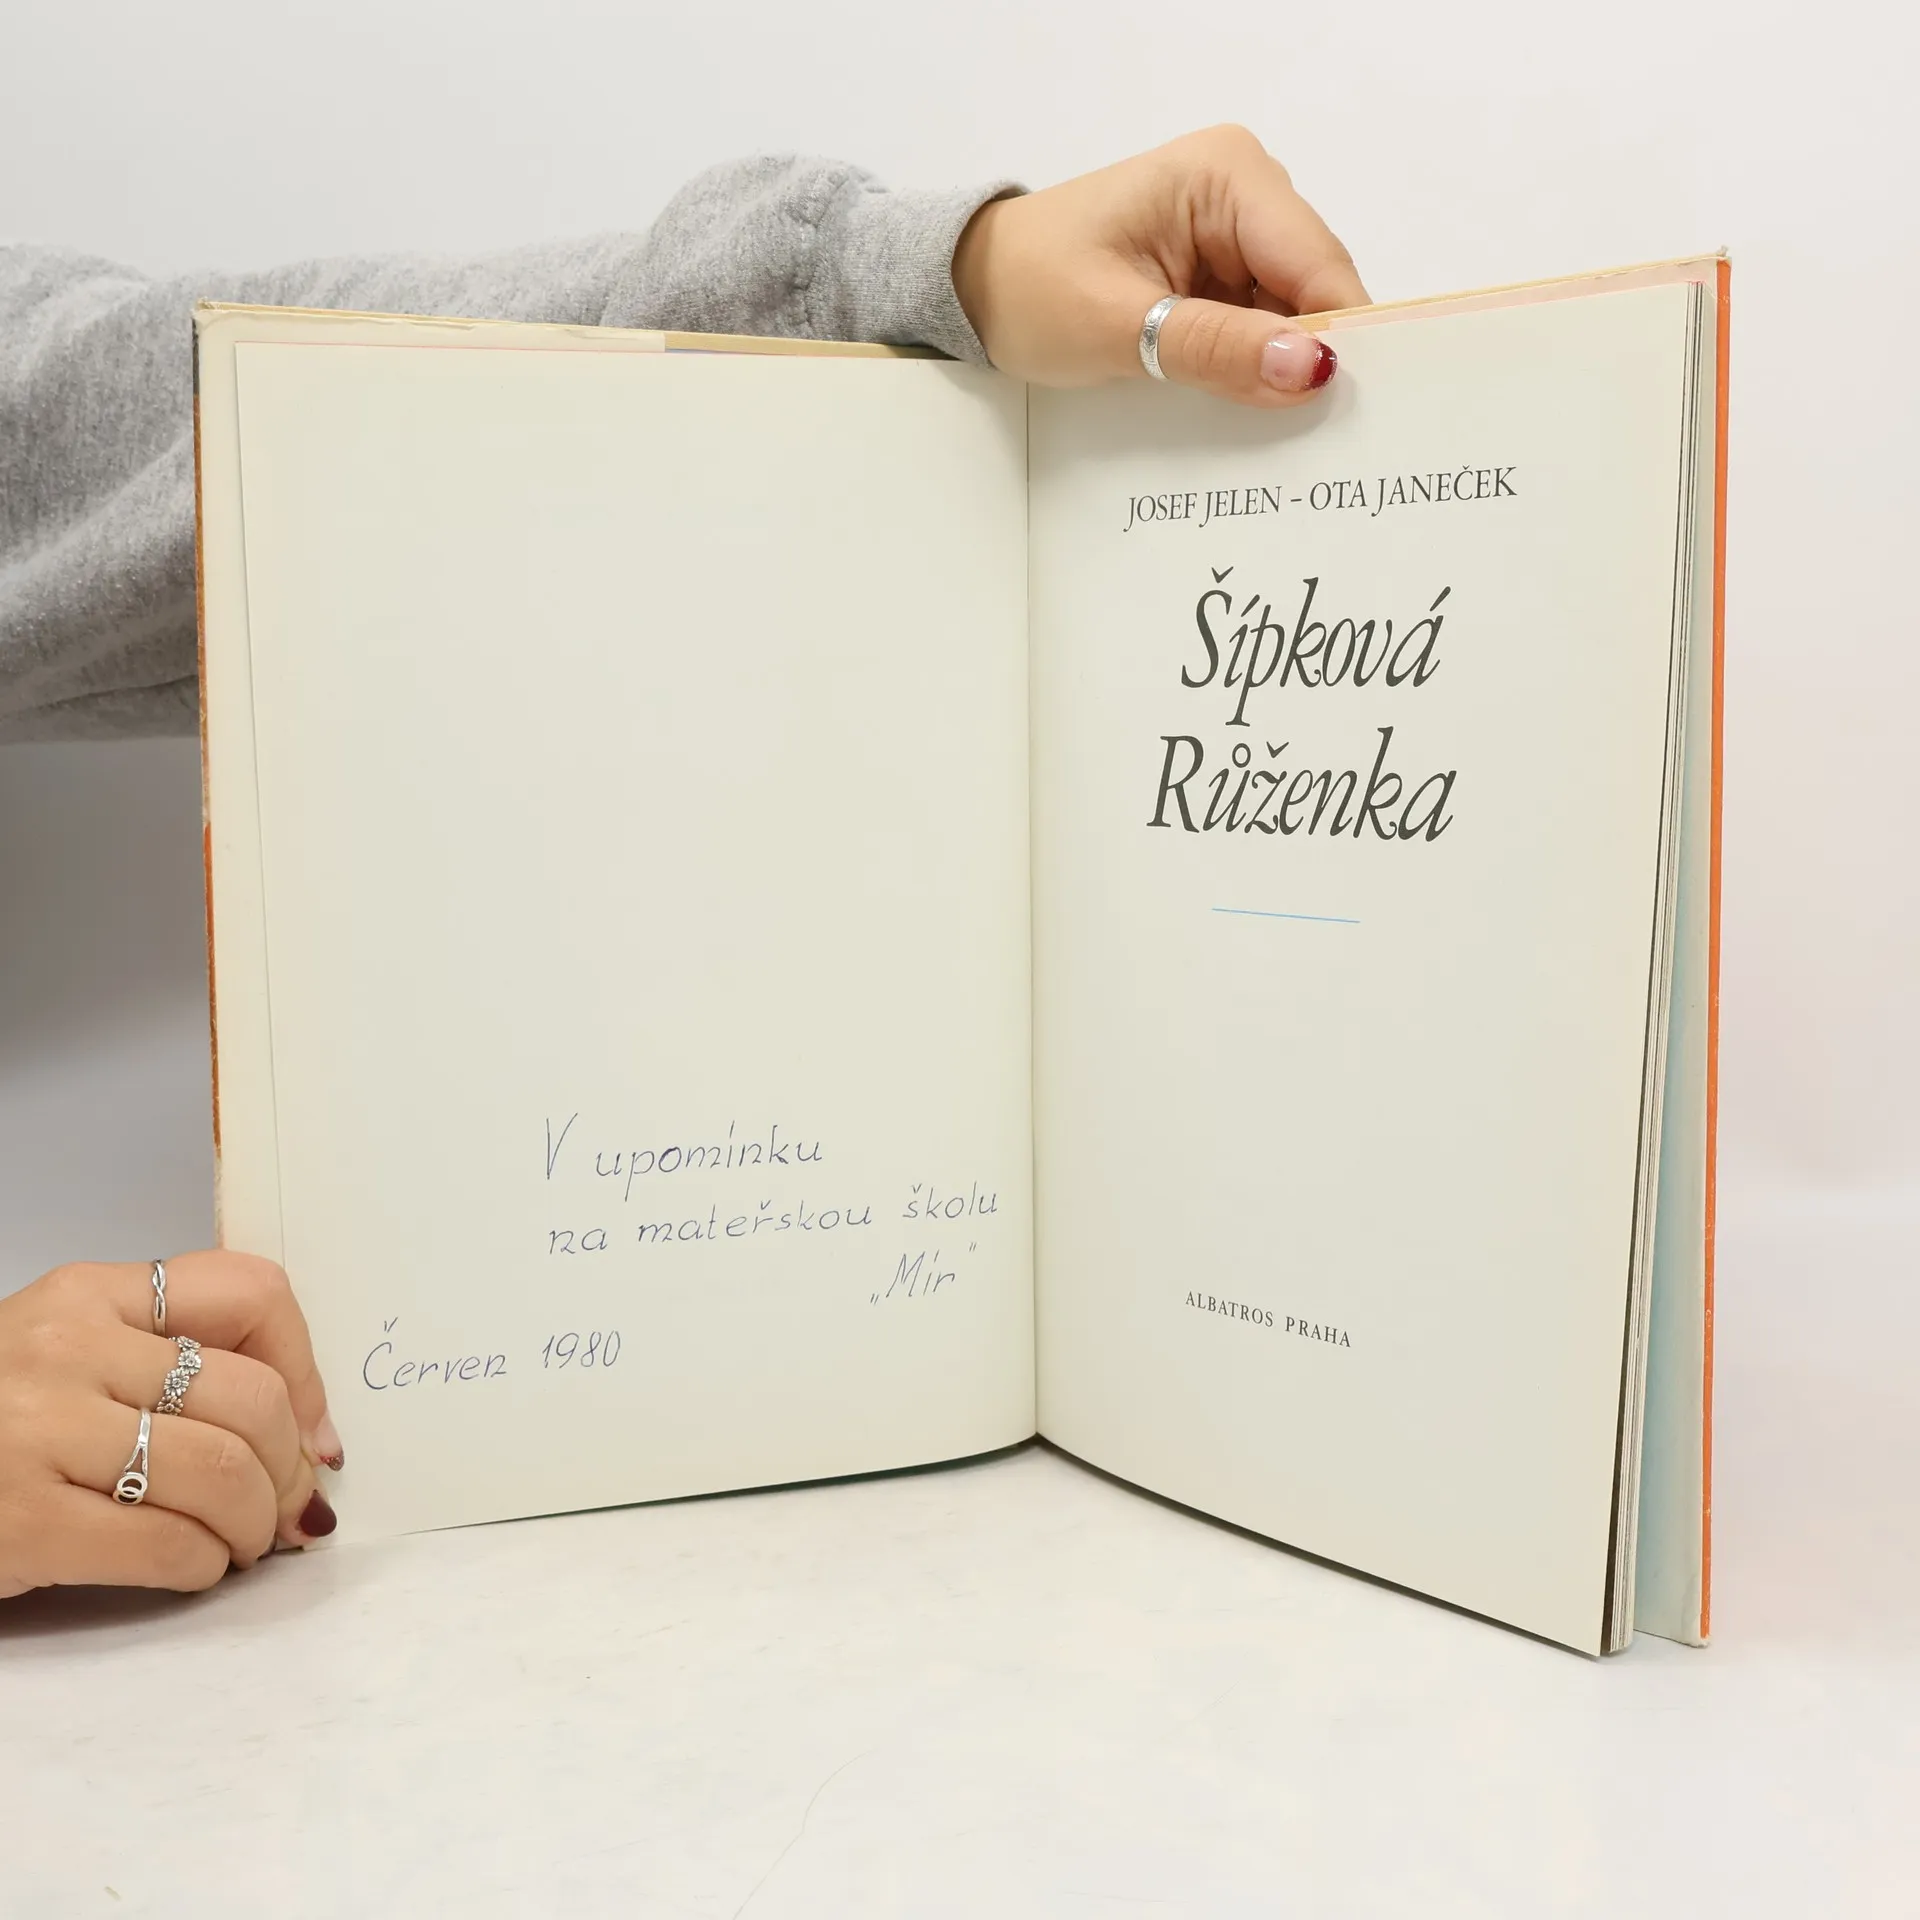 V upomínku
na mateřskou školu
„Mír"
Červen 1980
JOSEF JELEN – OTA JANEČEK
Šípková
Růženka
ALBATROS PRAHA